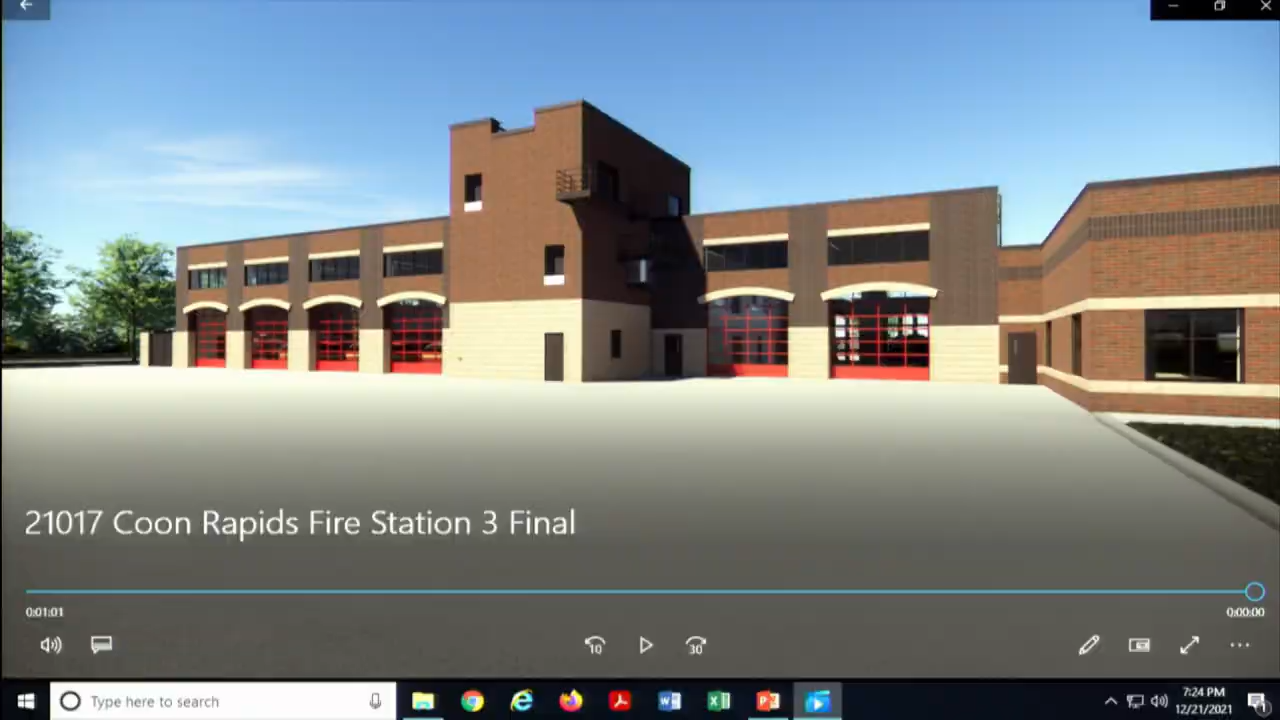 21017 Coon Rapids Fire Station 3 Final
0:01:01
0:00:00
10
30
Type here to search
7:24 PM
12/21/2021
1